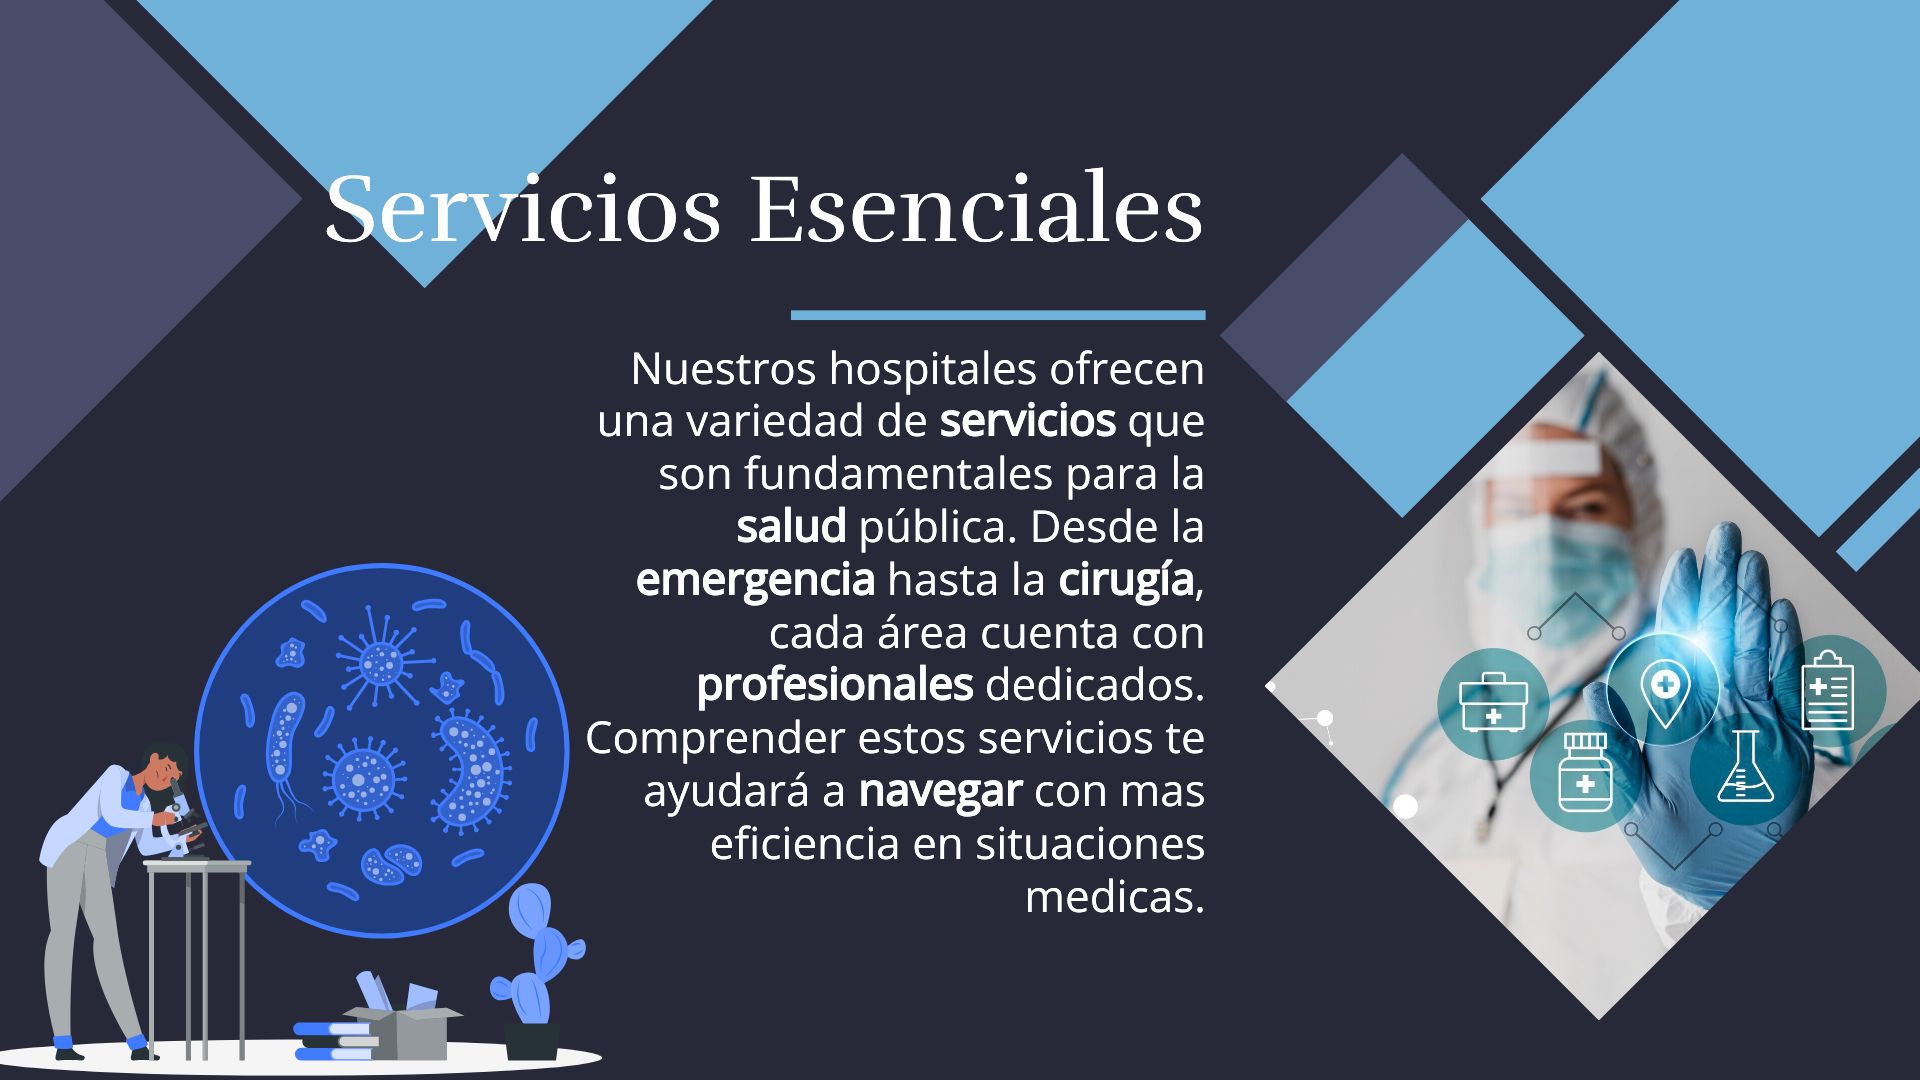 Servicios Esenciales
Nuestros hospitales ofrecen
una variedad de servicios que
son fundamentales para la
salud pública. Desde la
emergencia hasta la cirugía,
cada área cuenta con
profesionales dedicados.
Comprender estos servicios te
ayudará a navegar con mas
eficiencia en situaciones
medicas.